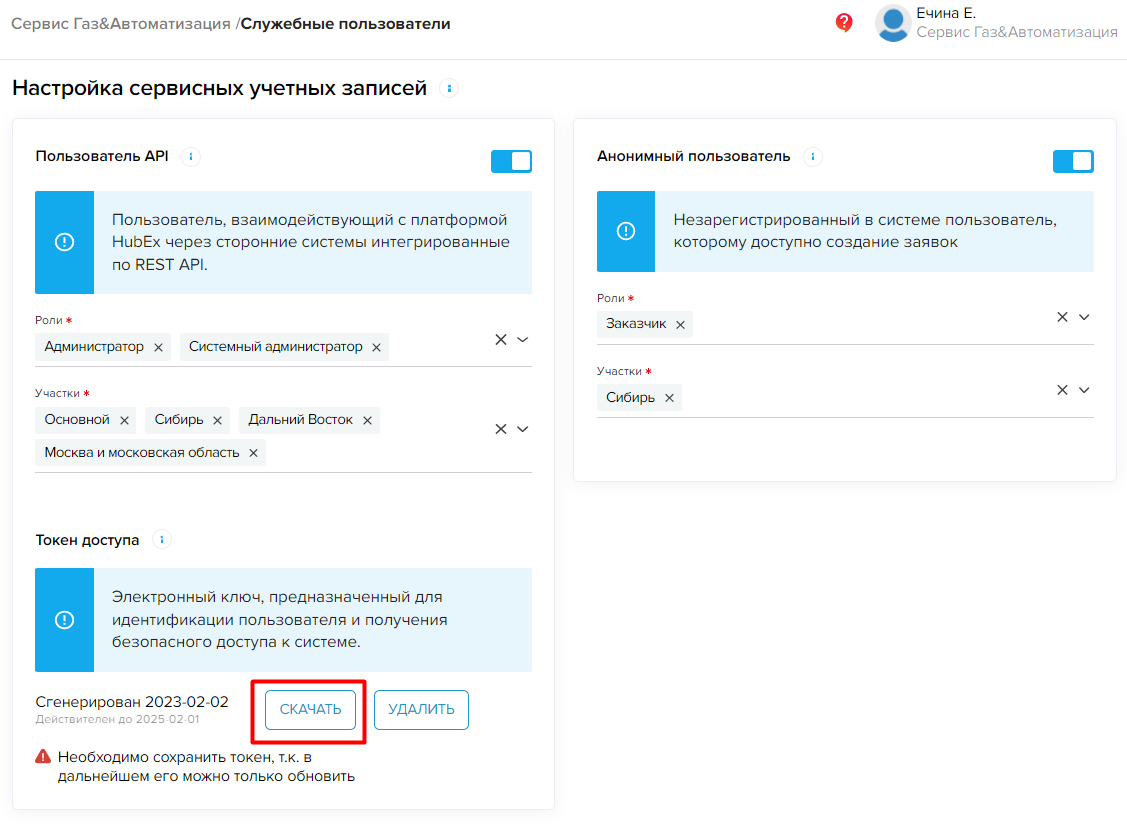 Сервис Газ&Автоматизация /Служебные пользователи
Ечина Е.
Сервис Газ&Автоматизация
Настройка сервисных учетных записей
Пользователь API
Пользователь, взаимодействующий с платформой
HubEx через сторонние системы интегрированные
по REST API.
Роли *
Администратор
Системный администратор
Участки *
Основной
Сибирь
Дальний Восток
Москва и московская область
Токен доступа
Электронный ключ, предназначенный для
идентификации пользователя и получения
безопасного доступа к системе.
Сгенерирован 2023-02-02
Действителен до 2025-02-01
СКАЧАТЬ
УДАЛИТЬ
Необходимо сохранить токен, т.к. в
дальнейшем его можно только обновить
Анонимный пользователь
Незарегистрированный в системе пользователь,
которому доступно создание заявок
Роли *
Заказчик
Участки *
Сибирь